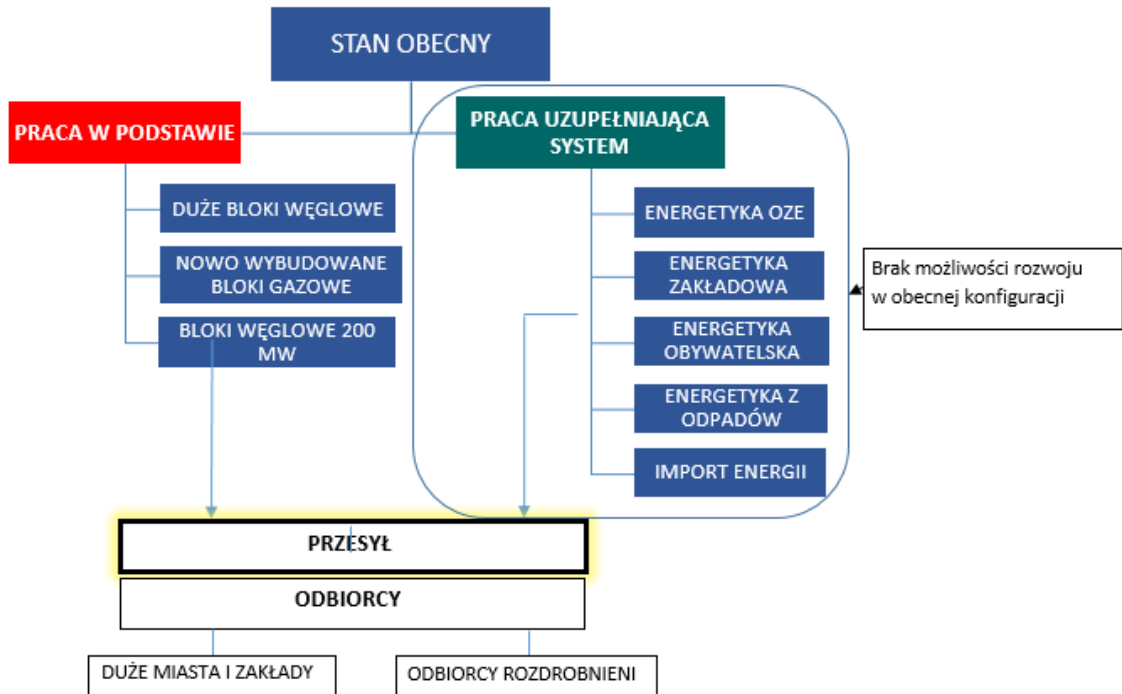 STAN OBECNY
PRACA W PODSTAWIE
DUŻE BLOKI WĘGLOWE
NOWO WYBUDOWANE
BLOKI GAZOWE
BLOKI WĘGLOWE 200
MW
PRACA UZUPEŁNIAJĄCA
SYSTEM
ENERGETYKA OZE
ENERGETYKA
ZAKŁADOWA
ENERGETYKA
OBYWATELSKA
ENERGETYKA Z
ODPADÓW
IMPORT ENERGII
Brak możliwości rozwoju
w obecnej konfiguracji
PRZESYŁ
ODBIORCY
DUŻE MIASTA I ZAKŁADY
ODBIORCY ROZDROBNIENI